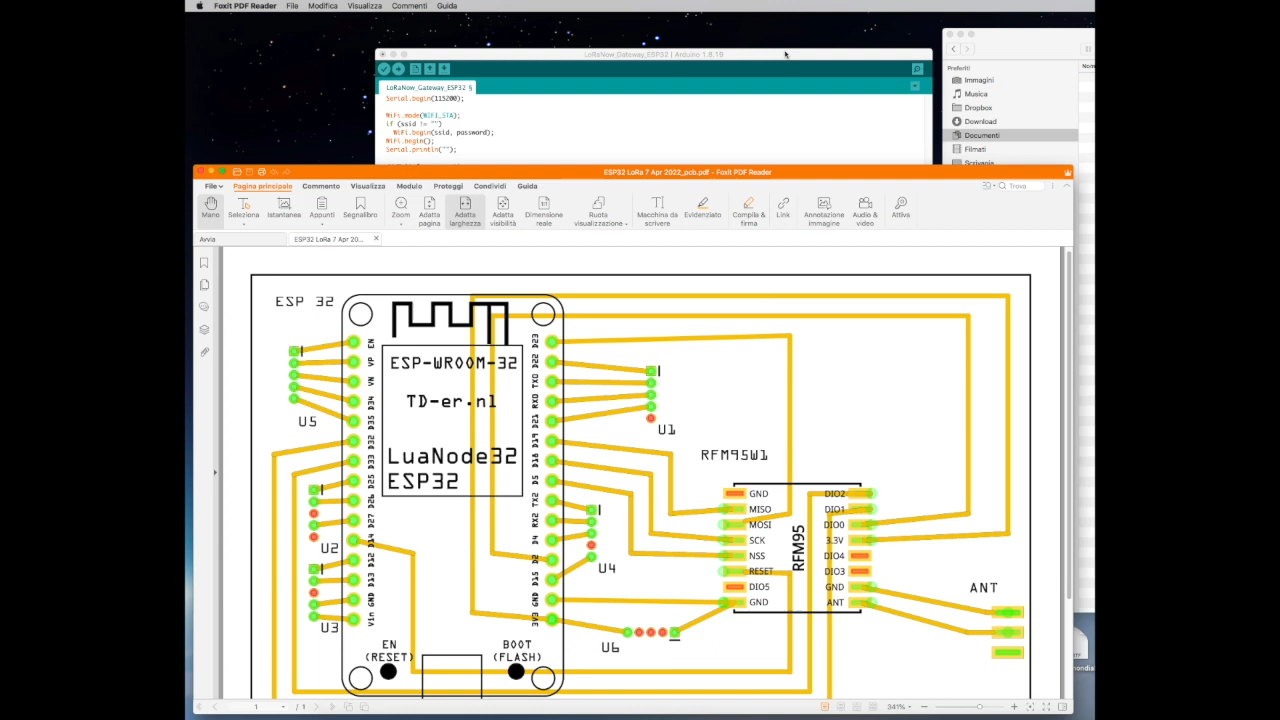 Foxit PDF Reader File Modifica Visualizza Commenti Guida
LoRaNow_Gateway_ESP32 | Arduino 1.8.19
LoRaNow_Gateway_ESP32 §
Serial.begin(115200);
WiFi.mode(WIFI_STA);
if (ssid != "")
WiFi.begin(ssid, password);
WiFi.begin();
Serial.println("");
Preferiti
Immagini
Musica
Dropbox
Download
Documenti
Filmati
Scrivania
ESP32 LoRa 7 Apr 2022_pcb.pdf - Foxit PDF Reader
File Pagina principale Commento Visualizza Modulo Proteggi Condividi Guida
Trova
Mano Seleziona Istantanea Appunti Segnalibro Zoom Adatta pagina Adatta larghezza Adatta visibilità Dimensione reale Ruota visualizzazione Macchina da scrivere Evidenziato Compila & firma Link Annotazione immagine Audio & video Attive
Avvia
ESP32 LoRa 7 Apr 20...
ESP 32
ESP-WROOM-32
TD-er.nl
LuaNode32
ESP32
EN
VP
VN
D34
D35
D32
D33
D25
D26
D27
D14
D12
D13
GND
Vin
D23
D22
TX0
RX0
D21
D19
D18
D5
TX2
RX2
D4
D2
D15
GND
3V3
EN
(RESET)
BOOT
(FLASH)
U5
U2
U3
U1
U4
U6
RFM95W1
RFM95
GND
MISO
MOSI
SCK
NSS
RESET
DIO5
GND
DIO2
DIO1
DIO0
3.3V
DIO4
DIO3
GND
ANT
ANT
1 / 1
341%